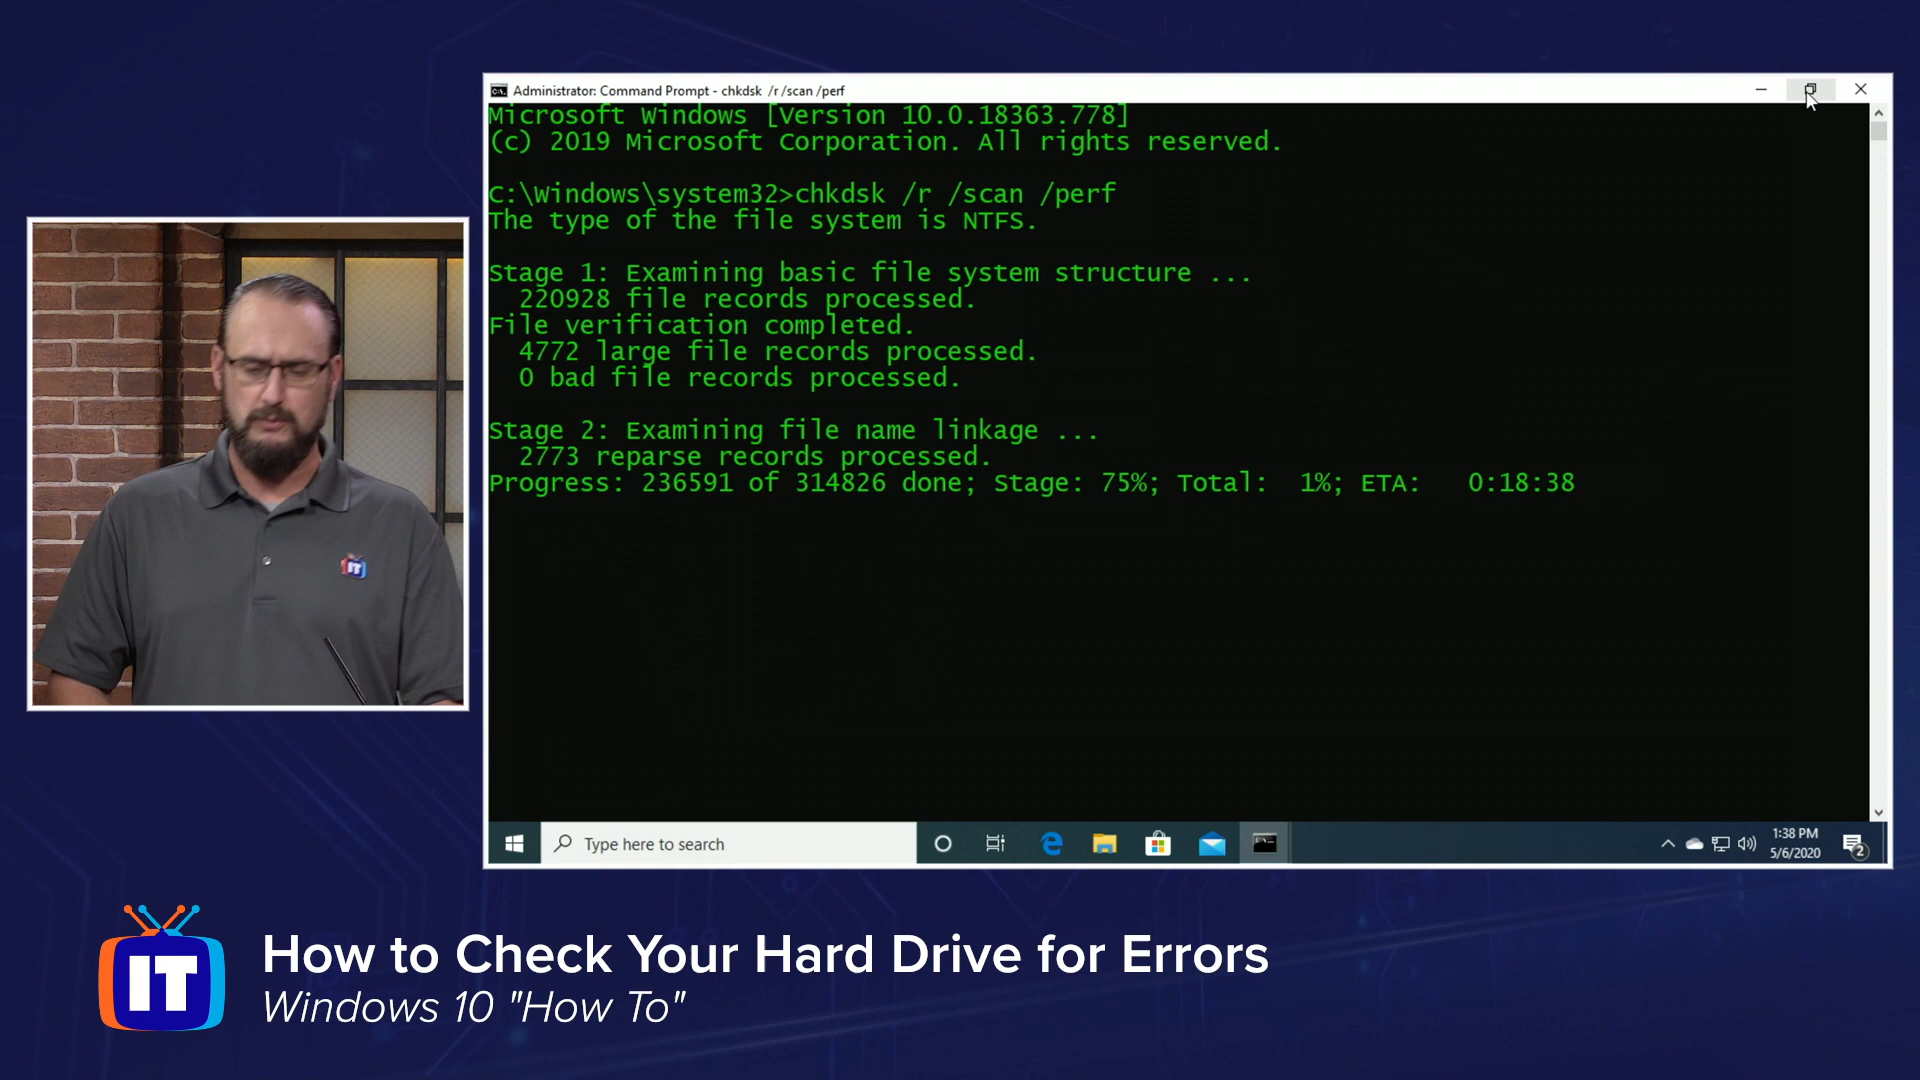 Administrator: Command Prompt - chkdsk /r /scan /perf
Microsoft Windows [Version 10.0.18363.778]
(c) 2019 Microsoft Corporation. All rights reserved.
C:\Windows\system32>chkdsk /r /scan /perf
The type of the file system is NTFS.
Stage 1: Examining basic file system structure ...
220928 file records processed.
File verification completed.
4772 large file records processed.
0 bad file records processed.
Stage 2: Examining file name linkage ...
2773 reparse records processed.
Progress: 236591 of 314826 done; Stage: 75%; Total: 1%; ETA: 0:18:38
IT
Type here to search
1:38 PM
5/6/2020
2
IT
How to Check Your Hard Drive for Errors
Windows 10 "How To"